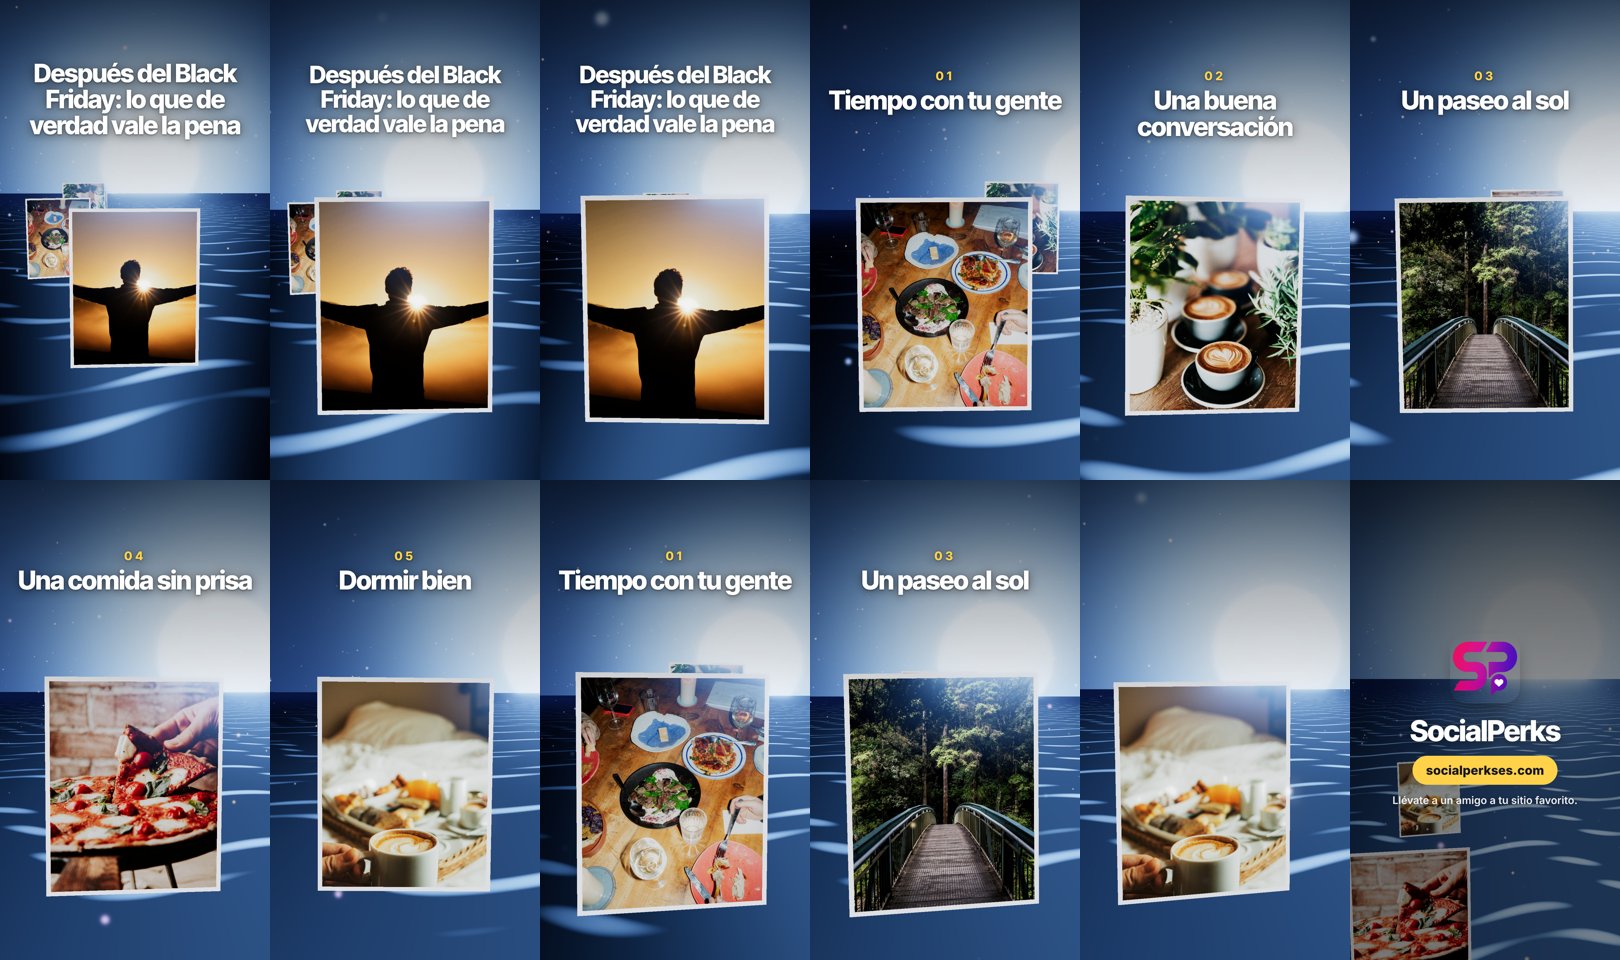 Después del Black
Friday: lo que de
verdad vale la pena
Después del Black
Friday: lo que de
verdad vale la pena
Después del Black
Friday: lo que de
verdad vale la pena
01
Tiempo con tu gente
02
Una buena
conversación
03
Un paseo al sol
04
Una comida sin prisa
05
Dormir bien
01
Tiempo con tu gente
03
Un paseo al sol
SP
SocialPerks
socialperkses.com
Llévate a un amigo a tu sitio favorito.